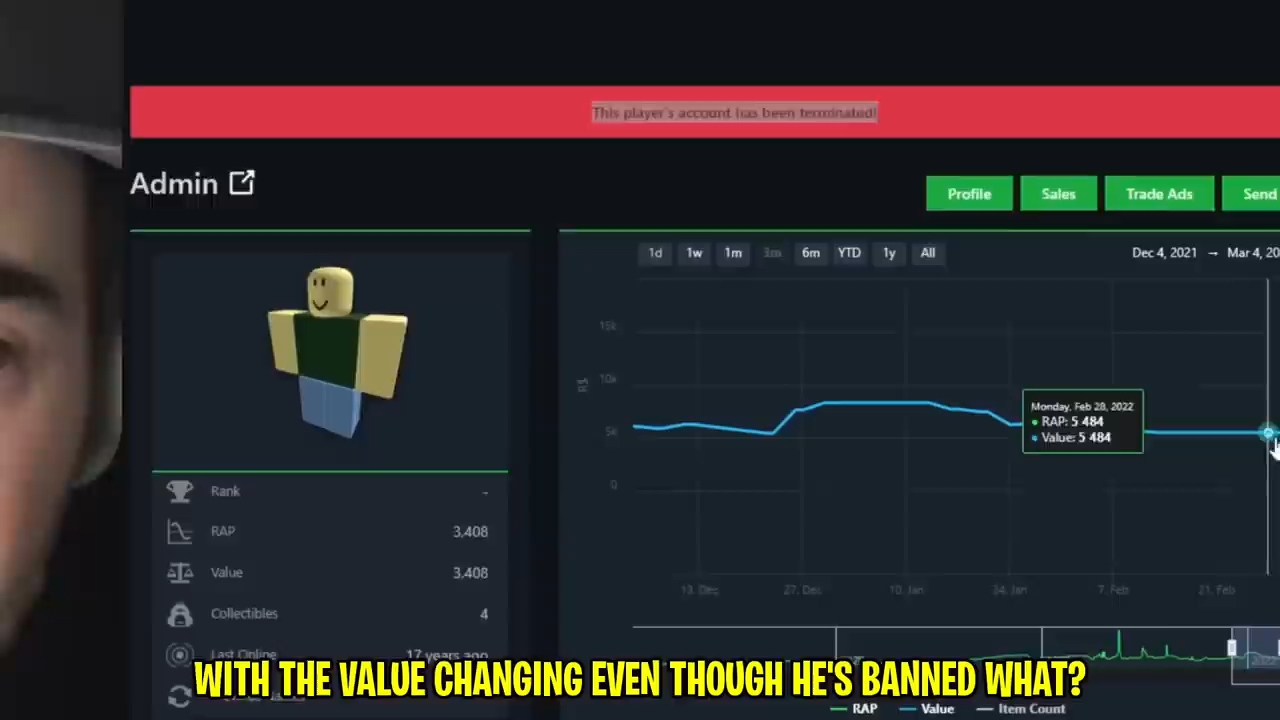 This player's account has been terminated!
Admin
Profile Sales Trade Ads Send
1d 1w 1m 3m 6m YTD 1y All Dec 4, 2021 → Mar 4, 20
15k
10k
5k
0
R$
Monday, Feb 28, 2022
RAP: 5 484
Value: 5 484
13. Dec 27. Dec 10. Jan 24. Jan 7. Feb 21. Feb
Rank -
RAP 3,408
Value 3,408
Collectibles 4
Last Online 17 years ago
2022
WITH THE VALUE CHANGING EVEN THOUGH HE'S BANNED WHAT?
RAP Value Item Count